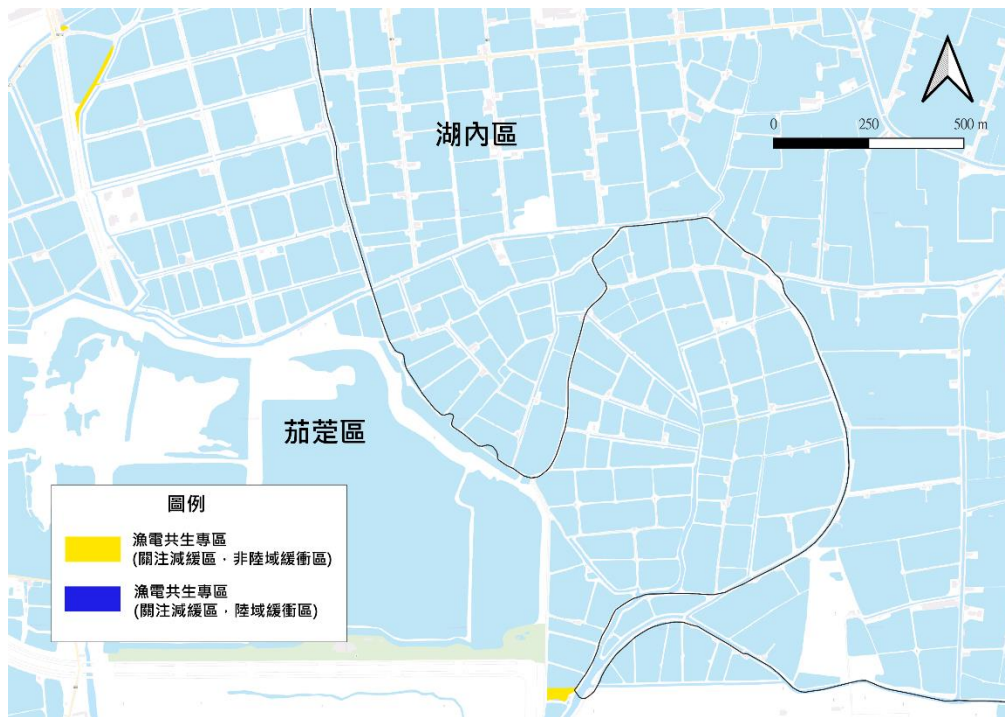 湖內區
0 250 500 m
茄萣區
圖例
漁電共生專區
(關注減緩區，非陸域緩衝區)
漁電共生專區
(關注減緩區，陸域緩衝區)